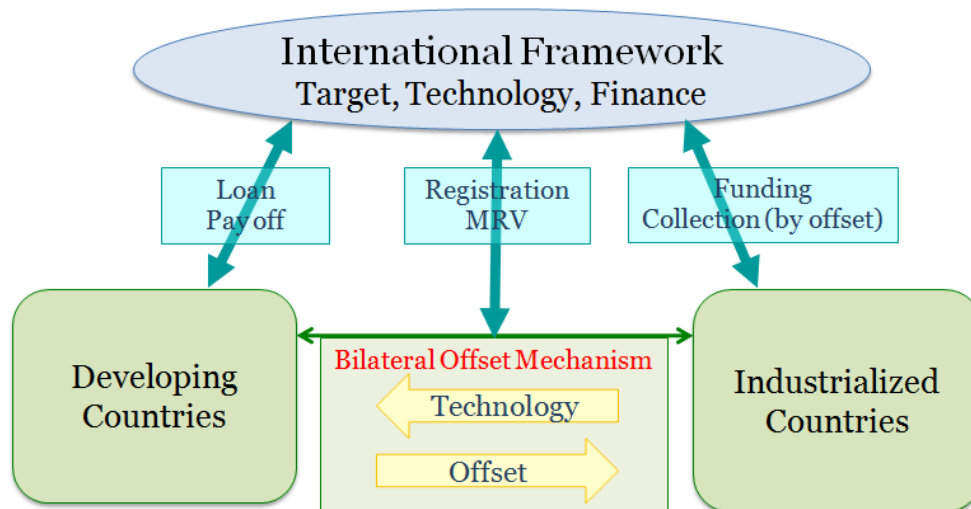 International Framework
Target, Technology, Finance
Loan
Pay off
Registration
MRV
Funding
Collection (by offset)
Developing
Countries
Bilateral Offset Mechanism
Technology
Offset
Industrialized
Countries